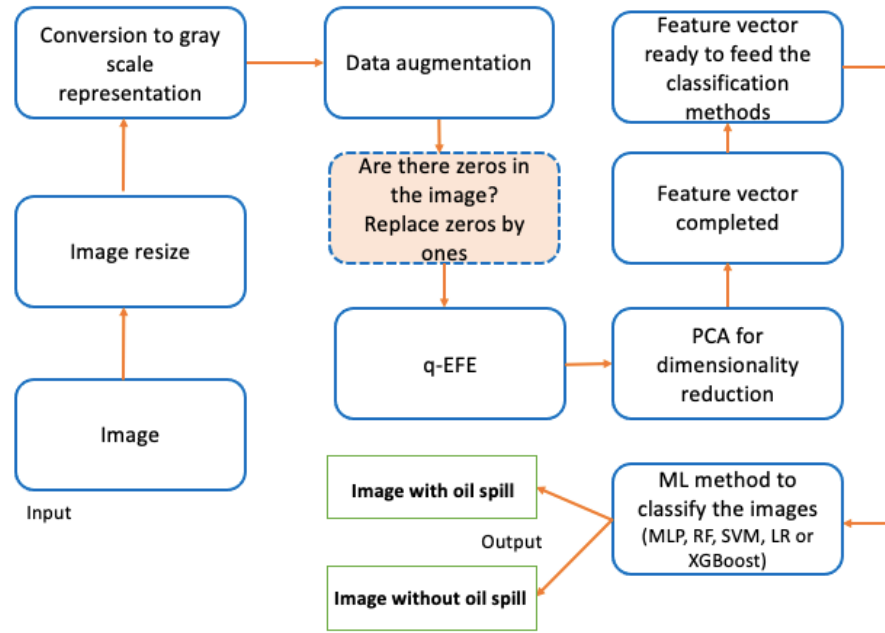 Conversion to gray
scale
representation
Data augmentation
Feature vector
ready to feed the
classification
methods
Are there zeros in
the image?
Replace zeros by
ones
Feature vector
completed
Image resize
q-EFE
PCA for
dimensionality
reduction
Image
Input
Image with oil spill
Output
Image without oil spill
ML method to
classify the images
(MLP, RF, SVM, LR or
XGBoost)